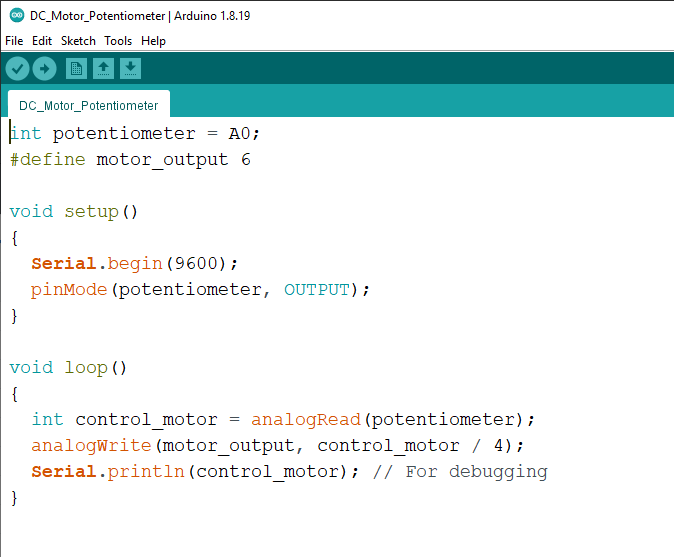 DC_Motor_Potentiometer | Arduino 1.8.19
File Edit Sketch Tools Help
DC_Motor_Potentiometer
int potentiometer = A0;
#define motor_output 6
void setup()
{
  Serial.begin(9600);
  pinMode(potentiometer, OUTPUT);
}
void loop()
{
  int control_motor = analogRead(potentiometer);
  analogWrite(motor_output, control_motor / 4);
  Serial.println(control_motor); // For debugging
}